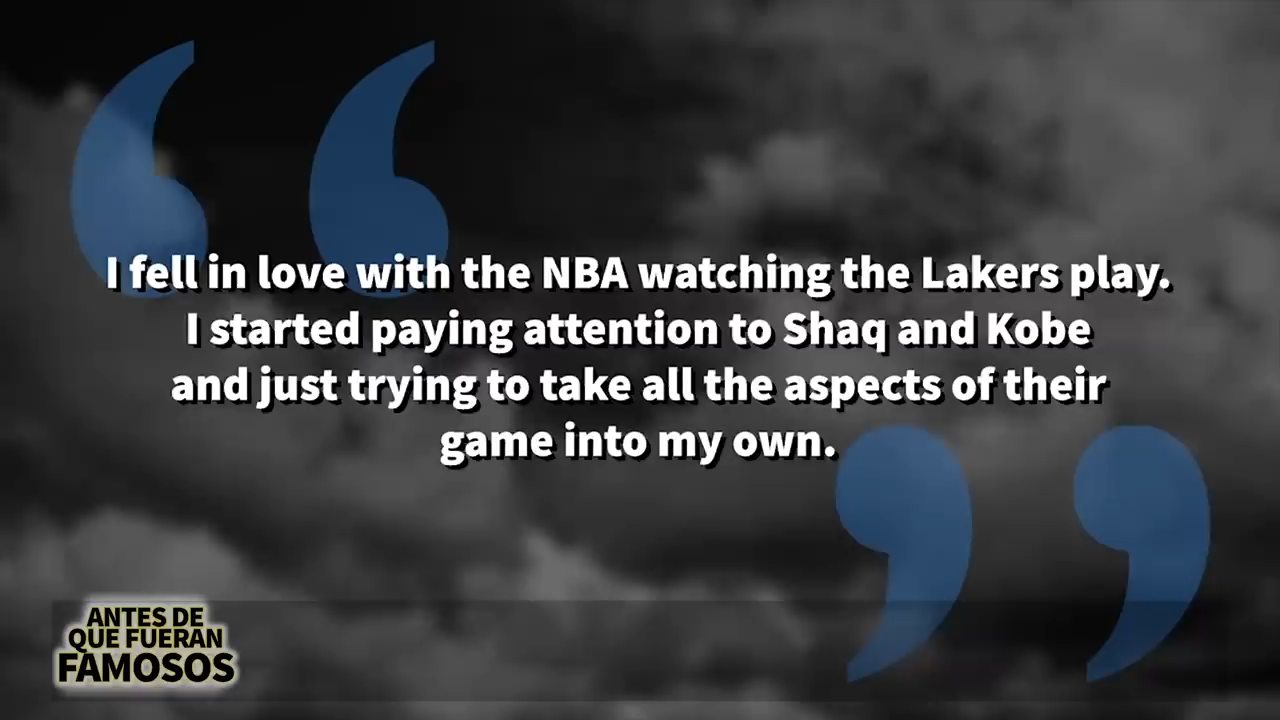 I fell in love with the NBA watching the Lakers play.
I started paying attention to Shaq and Kobe
and just trying to take all the aspects of their
game into my own.
ANTES DE
QUE FUERAN
FAMOSOS